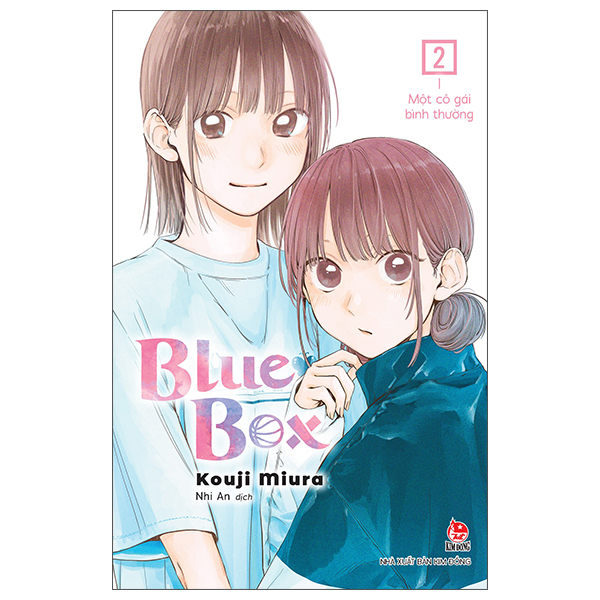 2
Một cô gái
bình thường
Blue
Box
Kouji Miura
Nhi An dịch
KIM ĐỒNG
NHÀ XUẤT BẢN KIM ĐỒNG